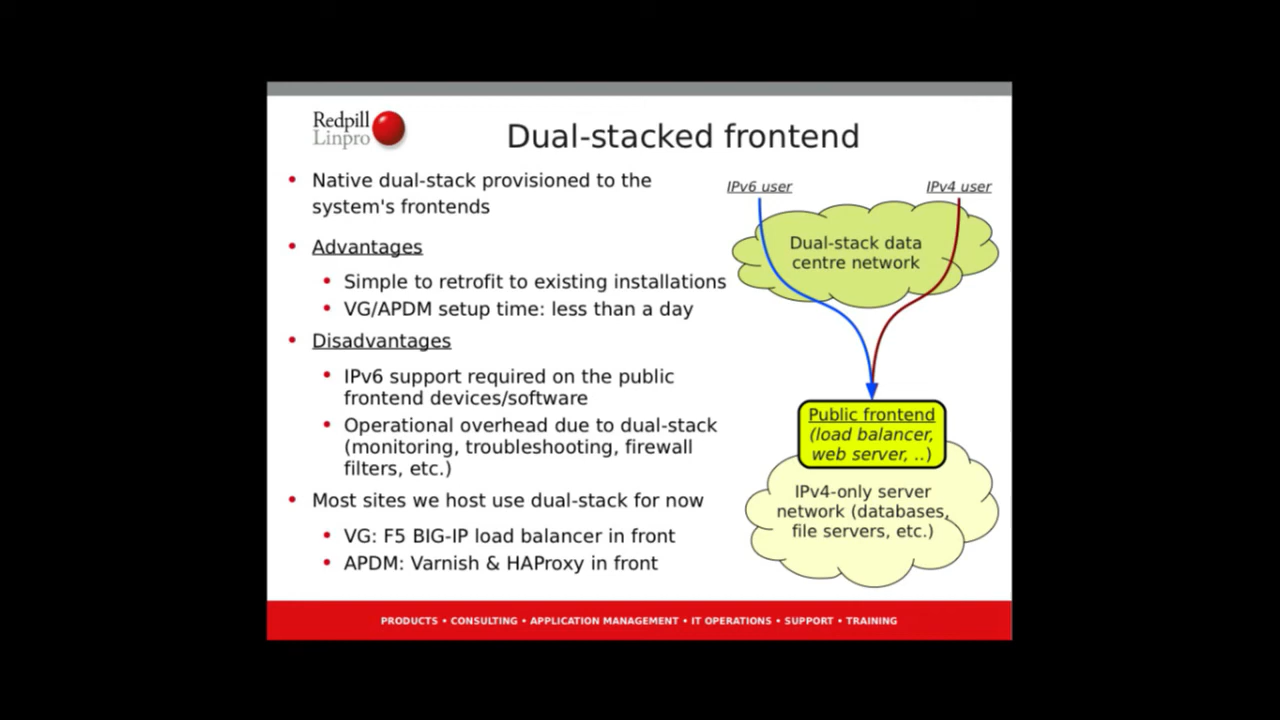 Redpill
Linpro
Dual-stacked frontend
• Native dual-stack provisioned to the
system's frontends
• Advantages
• Simple to retrofit to existing installations
• VG/APDM setup time: less than a day
• Disadvantages
• IPv6 support required on the public
frontend devices/software
• Operational overhead due to dual-stack
(monitoring, troubleshooting, firewall
filters, etc.)
• Most sites we host use dual-stack for now
• VG: F5 BIG-IP load balancer in front
• APDM: Varnish & HAProxy in front
IPv6 user
IPv4 user
Dual-stack data
centre network
Public frontend
(load balancer,
web server, ..)
IPv4-only server
network (databases,
file servers, etc.)
PRODUCTS • CONSULTING • APPLICATION MANAGEMENT • IT OPERATIONS • SUPPORT • TRAINING